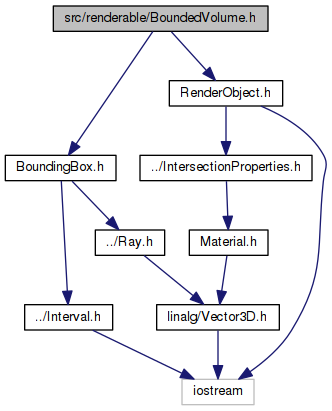 src/renderable/BoundedVolume.h
RenderObject.h
BoundingBox.h
../IntersectionProperties.h
../Ray.h
Material.h
../Interval.h
linalg/Vector3D.h
iostream